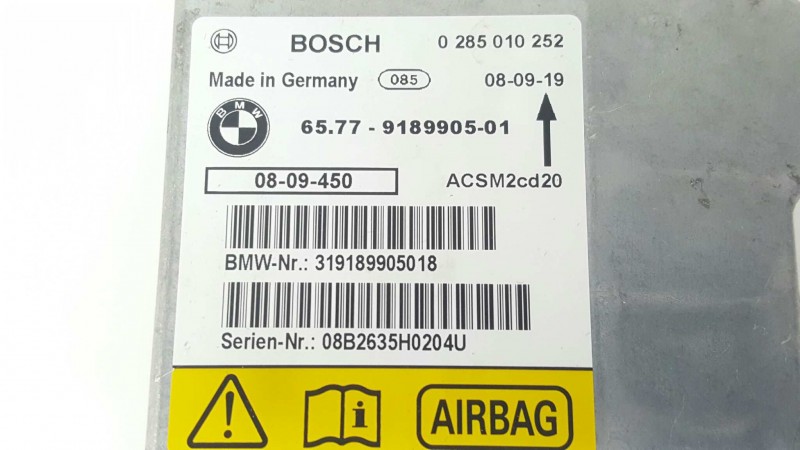 BOSCH 0 285 010 252
Made in Germany 085 08-09-19
BMW
65.77 - 9189905-01
08-09-450 ACSM2cd20
BMW-Nr.: 319189905018
Serien-Nr.: 08B2635H0204U
! i AIRBAG